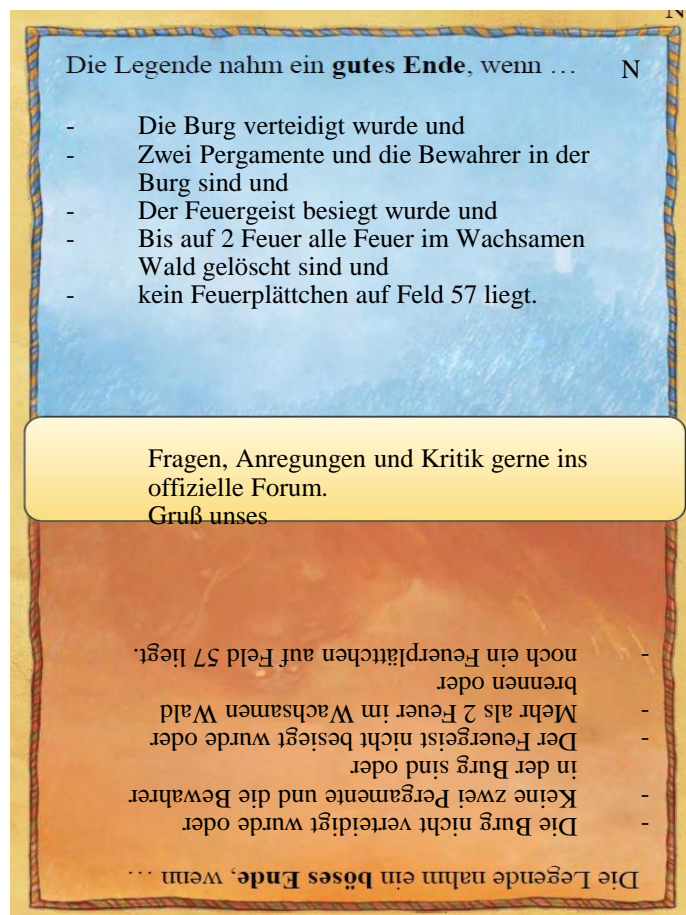 N
Die Legende nahm ein gutes Ende, wenn …
N
- Die Burg verteidigt wurde und
- Zwei Pergamente und die Bewahrer in der
Burg sind und
- Der Feuergeist besiegt wurde und
- Bis auf 2 Feuer alle Feuer im Wachsamen
Wald gelöscht sind und
- kein Feuerplättchen auf Feld 57 liegt.
Fragen, Anregungen und Kritik gerne ins
offizielle Forum.
Gruß unses
Die Legende nahm ein böses Ende, wenn …
- Die Burg nicht verteidigt wurde oder
- Keine zwei Pergamente und die Bewahrer
in der Burg sind oder
- Der Feuergeist nicht besiegt wurde oder
- Mehr als 2 Feuer im Wachsamen Wald
brennen oder
- noch ein Feuerplättchen auf Feld 57 liegt.